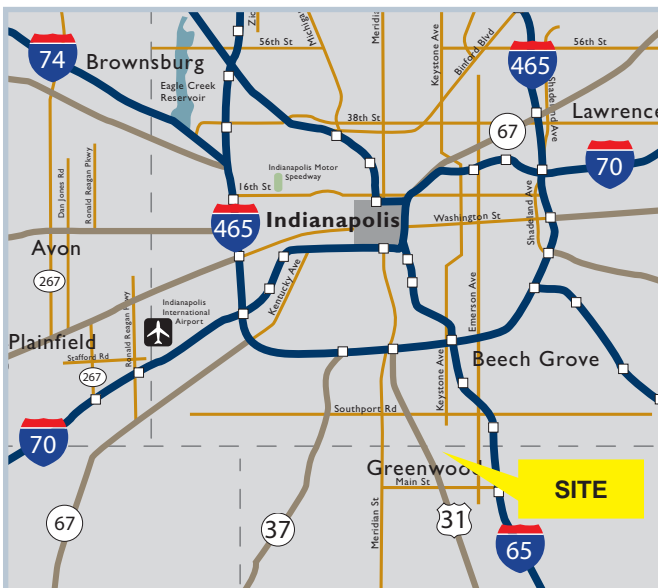 Zic
Michigan
Meridian
56th St
Keystone Ave
Binford Blvd
56th St
74
Brownsburg
465
Eagle Creek
Reservoir
Shadeland Ave
Lawrence
38th St
67
Dan Jones Rd
Ronald Reagan Pkwy
Indianapolis Motor
Speedway
70
16th St
465
Indianapolis
Washington St
Shadeland Ave
Avon
267
Kentucky Ave
Emerson Ave
Ronald Reagan Pkwy
Indianapolis
International
Airport
Plainfield
Stafford Rd
267
Beech Grove
Keystone Ave
Southport Rd
70
Greenwood
Main St
SITE
67
37
Meridian St
31
65